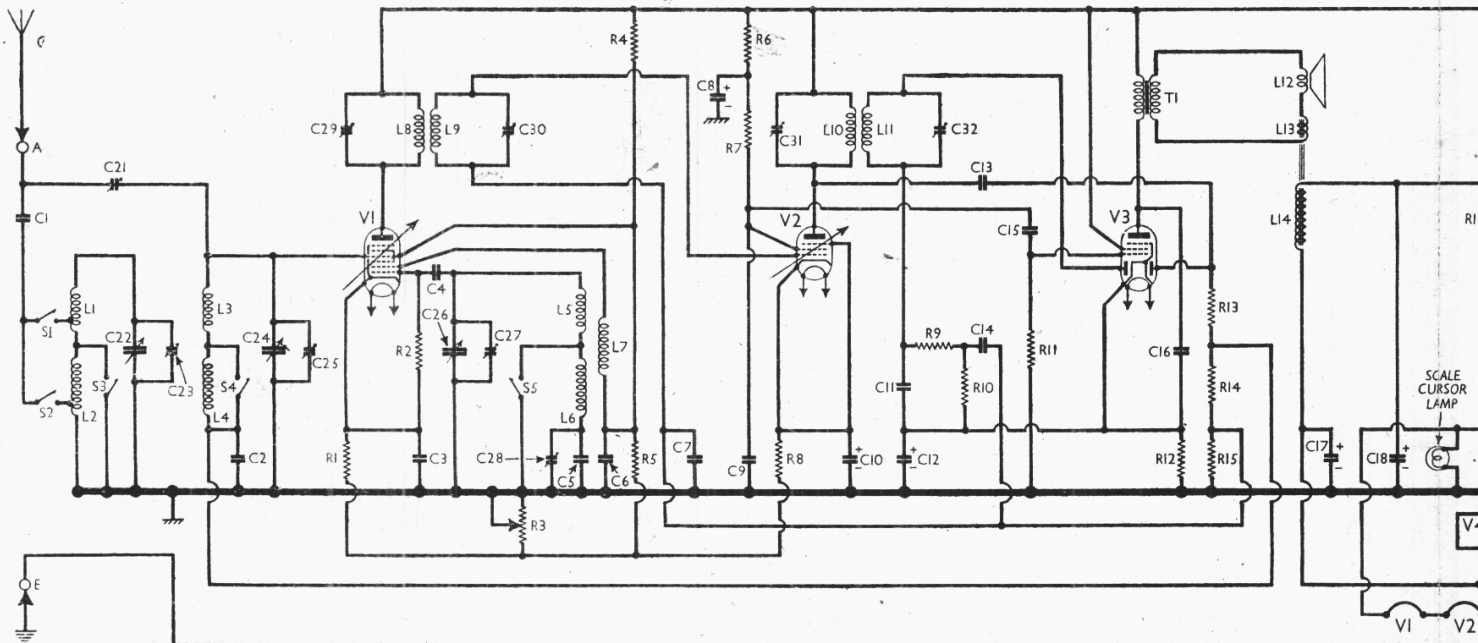 R4
R6
C8
+
−
T1
L12
L13
C29
L8
L9
C30
C31
L10
L11
C32
R7
A
C21
C13
C1
V1
V2
V3
L14
R1
C15
C4
L1
L3
L5
L7
R13
S1
C22
C23
C24
C25
R2
C26
C27
S3
S4
S5
R9
C14
R11
C16
S2
L2
L4
L6
C11
R10
R14
SCALE
CURSOR
LAMP
C2
R1
C3
C28
C5
C6
R5
C7
C9
R8
C10
+
−
C12
+
−
R12
R15
C17
+
−
C18
+
−
R3
V4
E
V1
V2